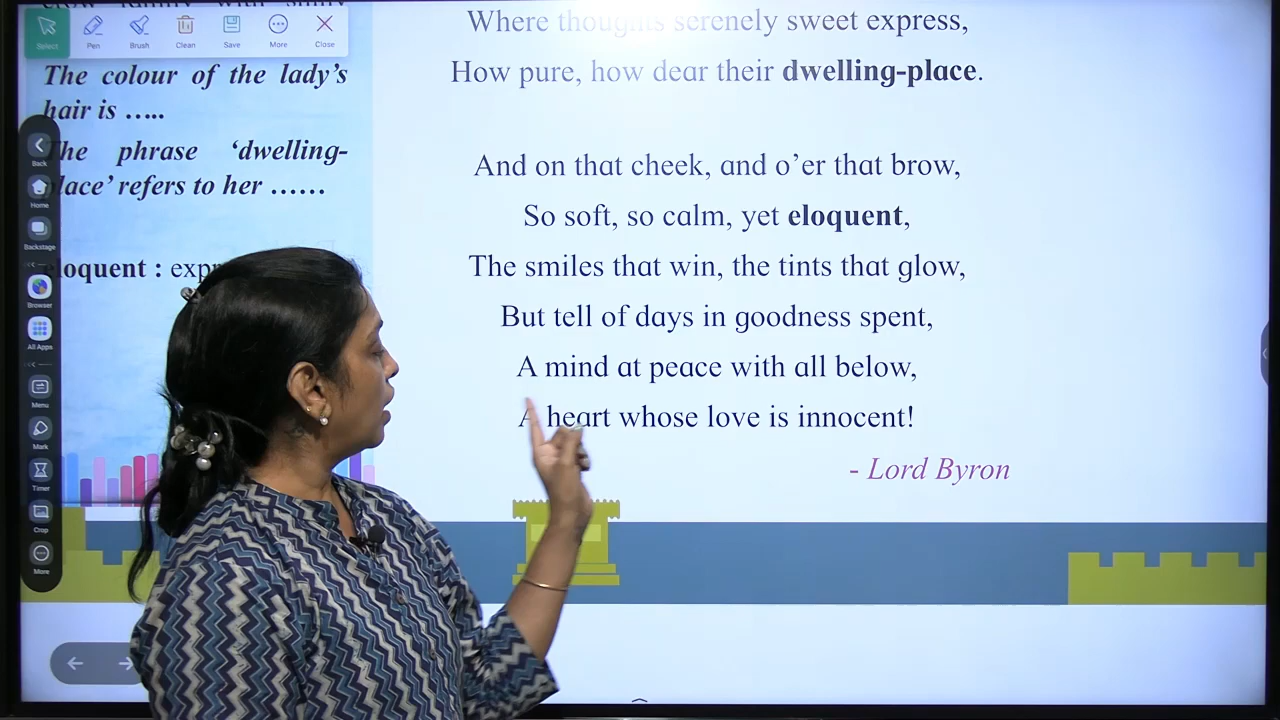 Select
Pen
Brush
Clean
Save
More
Close
The colour of the lady's
hair is .....
The phrase 'dwelling-
place' refers to her ......
eloquent :
Where thoughts serenely sweet express,
How pure, how dear their dwelling-place.
And on that cheek, and o'er that brow,
So soft, so calm, yet eloquent,
The smiles that win, the tints that glow,
But tell of days in goodness spent,
A mind at peace with all below,
A heart whose love is innocent!
- Lord Byron
Back
Home
Backstage
Browser
All Apps
Menu
Mark
Timer
Crop
More